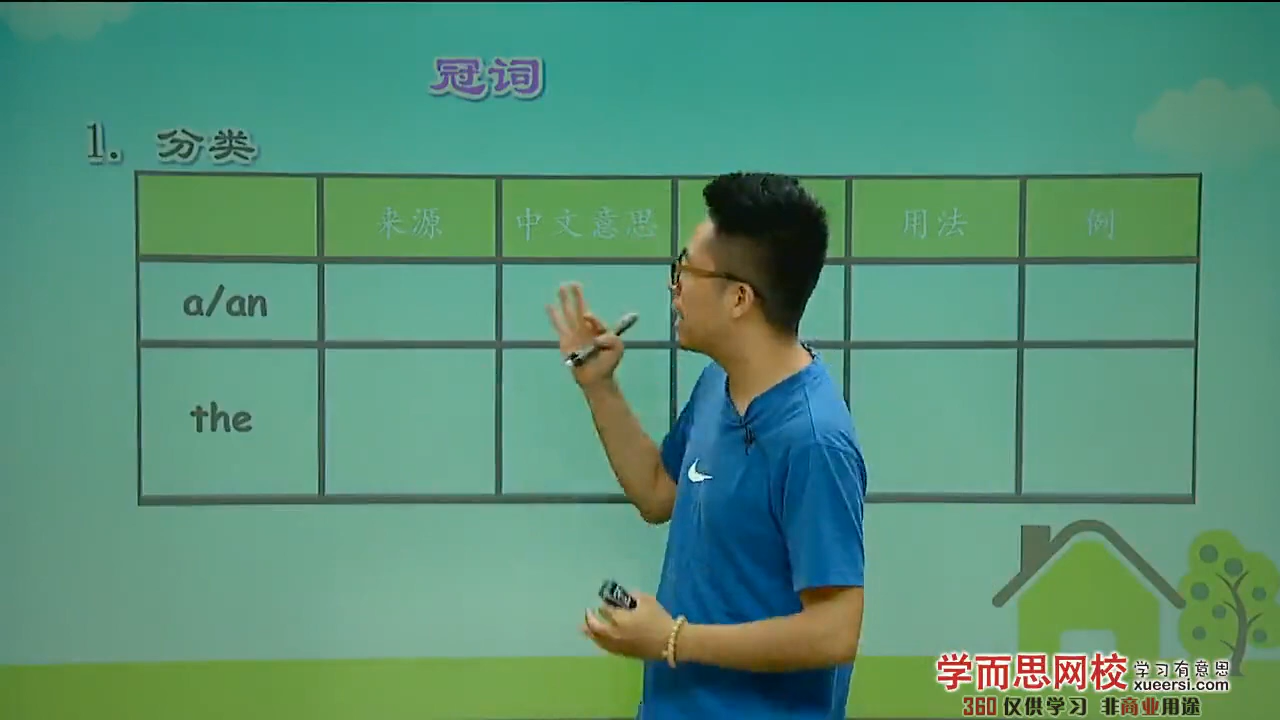 冠词
1. 分类
来源 中文意思 用法 例
a/an
the
学而思网校 学习有意思
xueersi.com
360 仅供学习 非商业用途